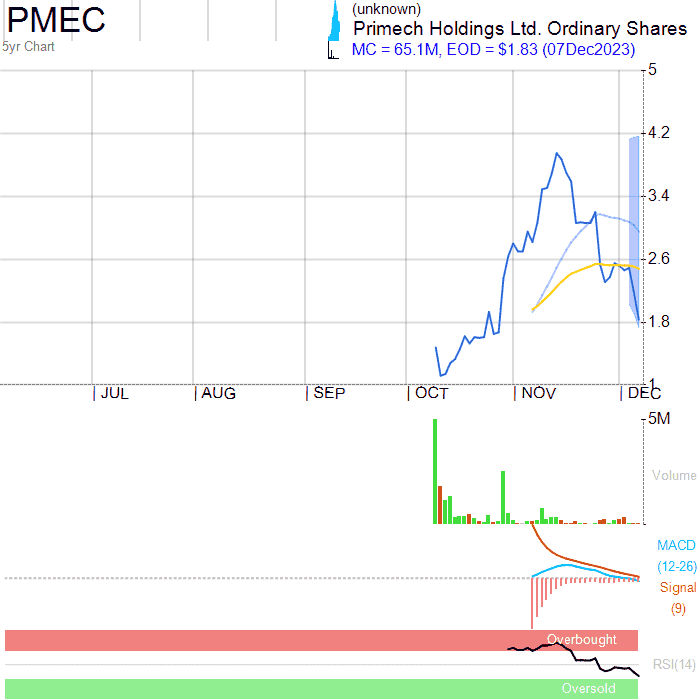 PMEC
5yr Chart
(unknown)
Primech Holdings Ltd. Ordinary Shares
MC = 65.1M, EOD = $1.83 (07Dec2023)
5
4.2
3.4
2.6
1.8
1
JUL AUG SEP OCT NOV DEC
5M
Volume
MACD
(12-26)
Signal
(9)
Overbought
RSI(14)
Oversold